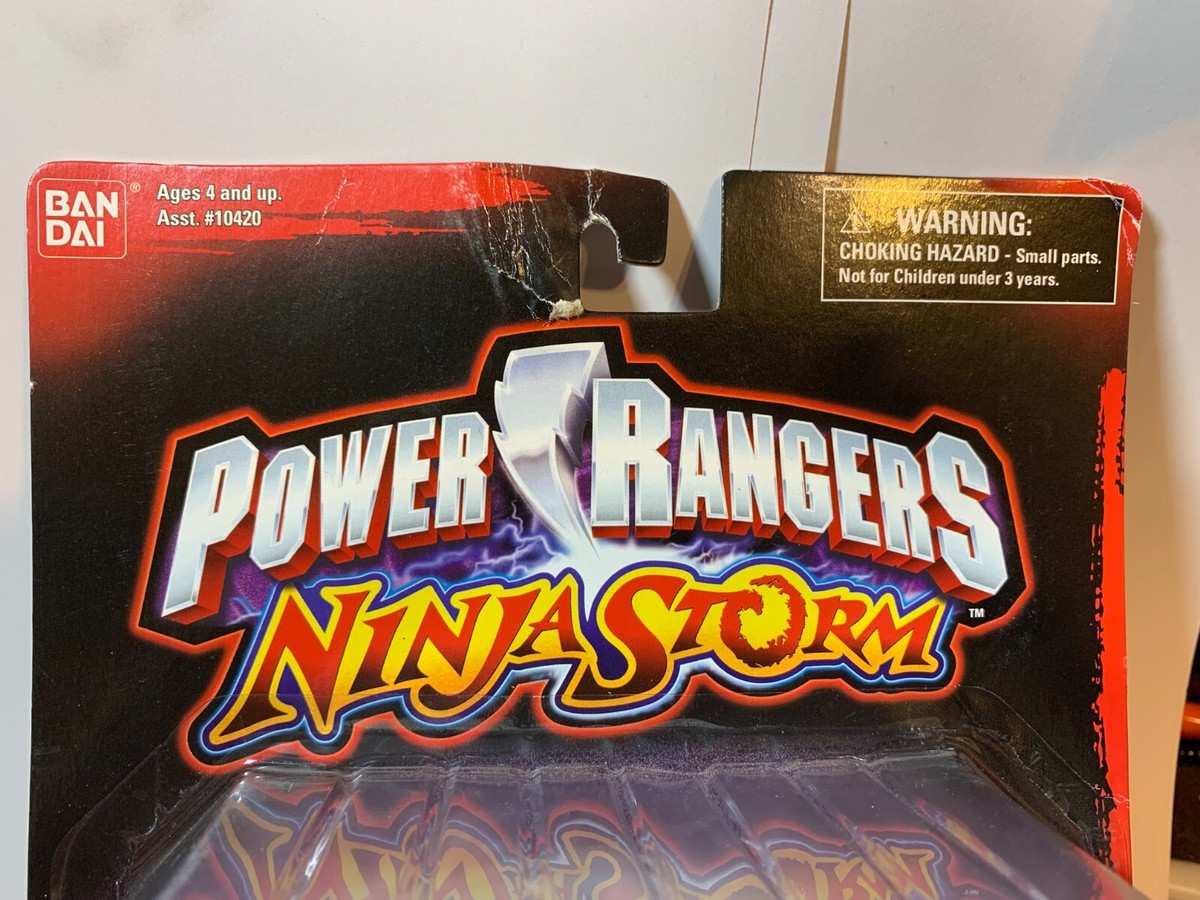 BAN
DAI
®
Ages 4 and up.
Asst. #10420
WARNING:
CHOKING HAZARD - Small parts.
Not for Children under 3 years.
POWER RANGERS
NINJA STORM
™